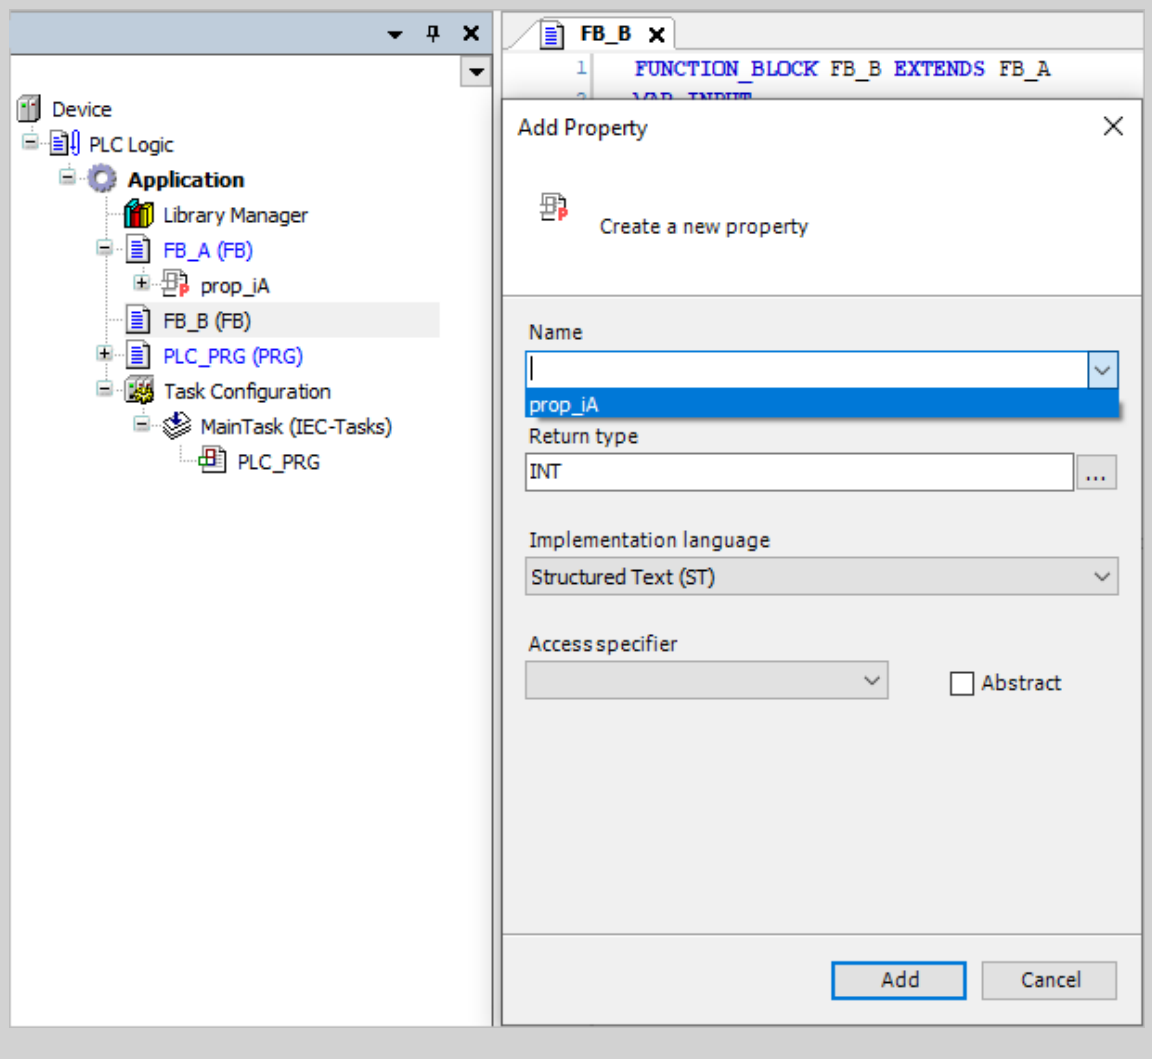 Device
PLC Logic
Application
Library Manager
FB_A (FB)
prop_iA
FB_B (FB)
PLC_PRG (PRG)
Task Configuration
MainTask (IEC-Tasks)
PLC_PRG
FB_B
1 FUNCTION_BLOCK FB_B EXTENDS FB_A
2 VAR_INPUT
Add Property
Create a new property
Name
prop_iA
Return type
INT
...
Implementation language
Structured Text (ST)
Access specifier
Abstract
Add
Cancel